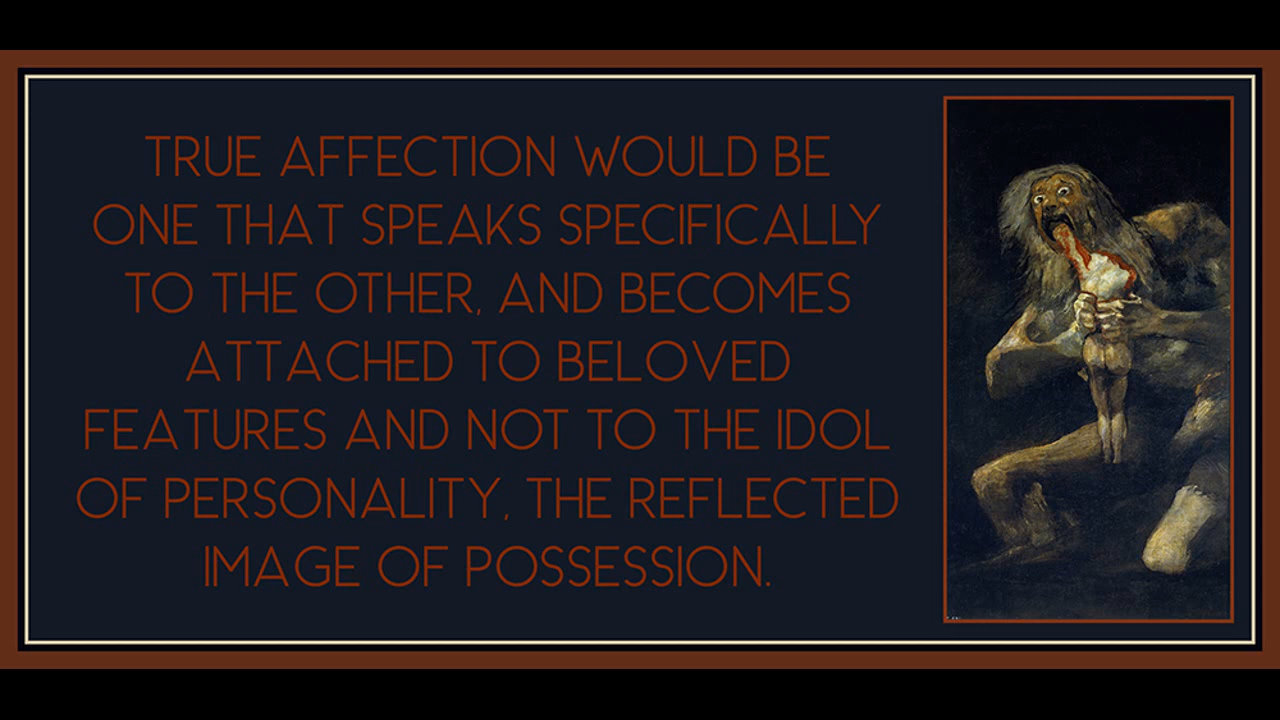 TRUE AFFECTION WOULD BE
ONE THAT SPEAKS SPECIFICALLY
TO THE OTHER, AND BECOMES
ATTACHED TO BELOVED
FEATURES AND NOT TO THE IDOL
OF PERSONALITY, THE REFLECTED
IMAGE OF POSSESSION.